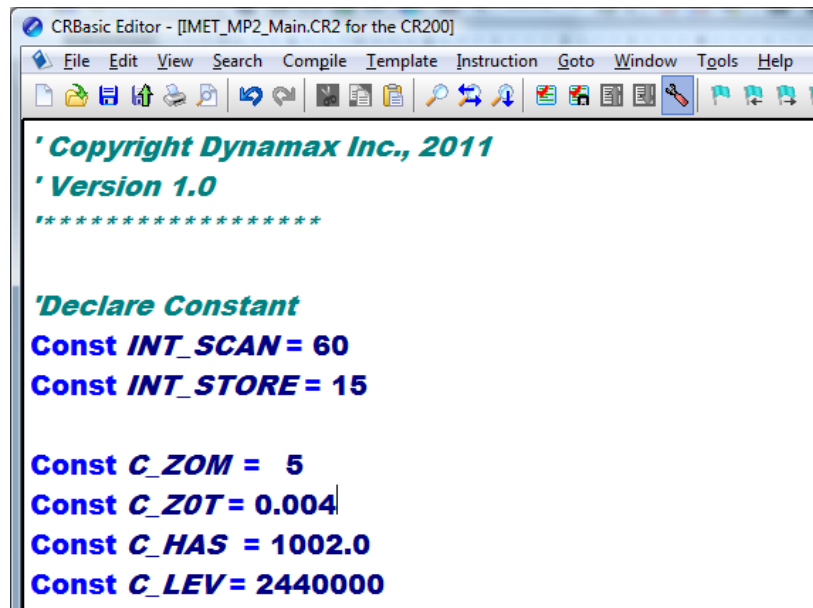 CRBasic Editor - [IMET_MP2_Main.CR2 for the CR200]
File Edit View Search Compile Template Instruction Goto Window Tools Help
' Copyright Dynamax Inc., 2011
' Version 1.0
'*******************
'Declare Constant
Const INT_SCAN = 60
Const INT_STORE = 15
Const C_ZOM = 5
Const C_Z0T = 0.004
Const C_HAS = 1002.0
Const C_LEV = 2440000